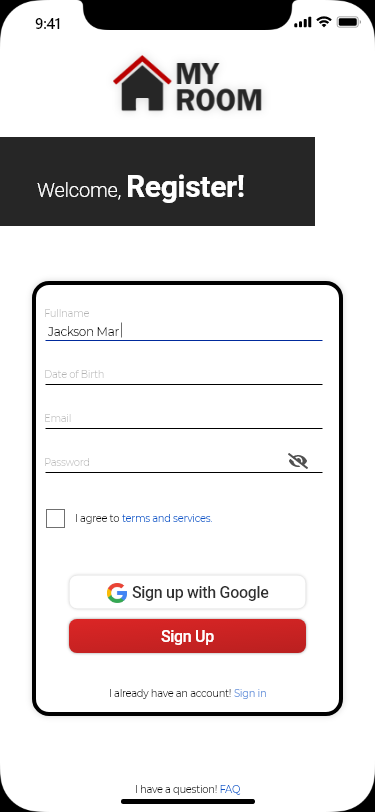 9:41
MY
ROOM
Welcome, Register!
Fullname
Jackson Mar
Date of Birth
Email
Password
I agree to terms and services.
Sign up with Google
Sign Up
I already have an account! Sign in
I have a question! FAQ